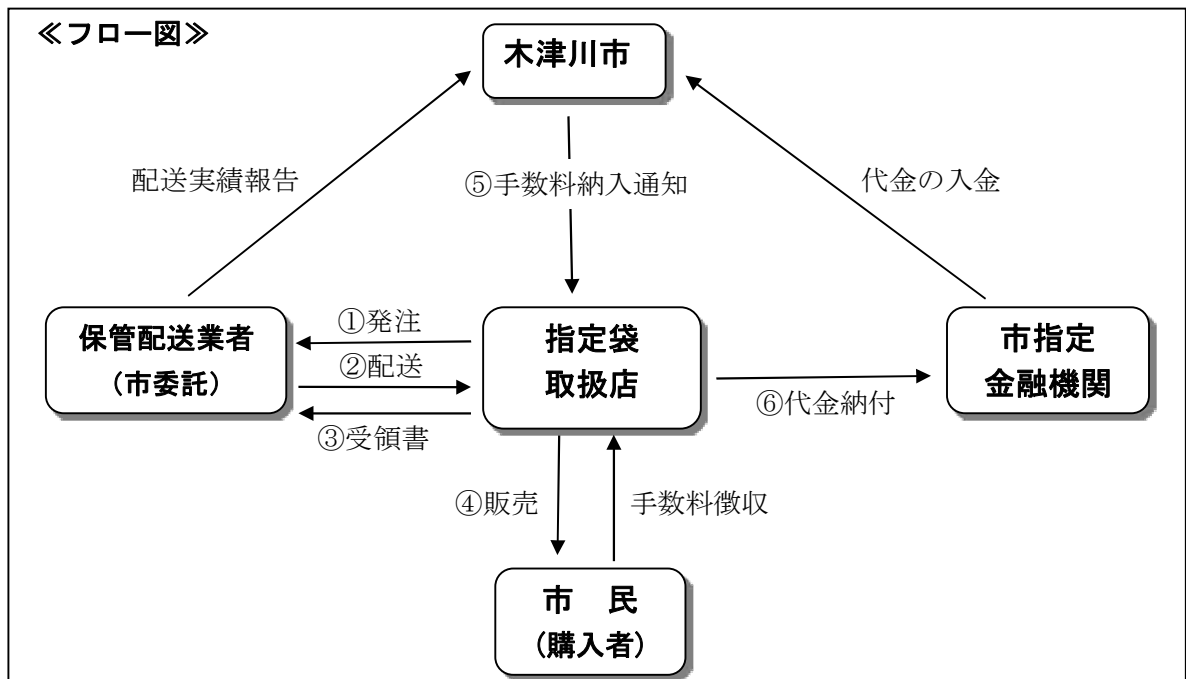 ≪フロー図≫
木津川市
配送実績報告
⑤手数料納入通知
代金の入金
保管配送業者
（市委託）
①発注
②配送
③受領書
指定袋
取扱店
⑥代金納付
市指定
金融機関
④販売
手数料徴収
市　民
（購入者）